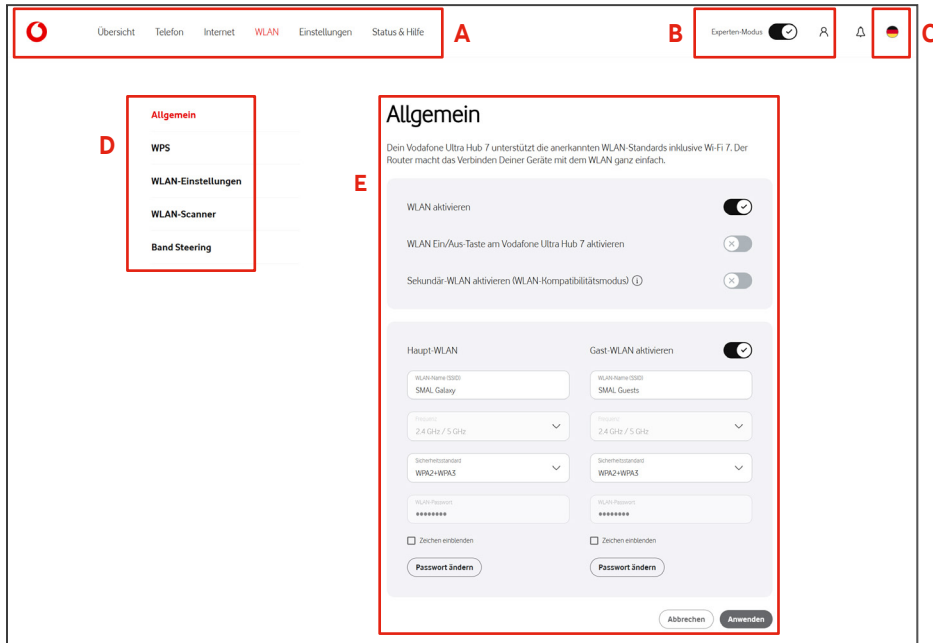 Übersicht Telefon Internet WLAN Einstellungen Status & Hilfe A B Experten-Modus C
D
Allgemein
WPS
WLAN-Einstellungen
WLAN-Scanner
Band Steering
E
Allgemein
Dein Vodafone Ultra Hub 7 unterstützt die anerkannten WLAN-Standards inklusive Wi-Fi 7. Der
Router macht das Verbinden Deiner Geräte mit dem WLAN ganz einfach.
WLAN aktivieren
WLAN Ein/Aus-Taste am Vodafone Ultra Hub 7 aktivieren
Sekundär-WLAN aktivieren (WLAN-Kompatibilitätsmodus)
Haupt-WLAN Gast-WLAN aktivieren
WLAN-Name (SSID) WLAN-Name (SSID)
SMAL Galaxy SMAL Guests
Frequenz Frequenz
2.4 GHz / 5 GHz 2.4 GHz / 5 GHz
Sicherheitsstandard Sicherheitsstandard
WPA2+WPA3 WPA2+WPA3
WLAN-Passwort WLAN-Passwort
•••••••• ••••••••
Zeichen einblenden Zeichen einblenden
Passwort ändern Passwort ändern
Abbrechen Anwenden